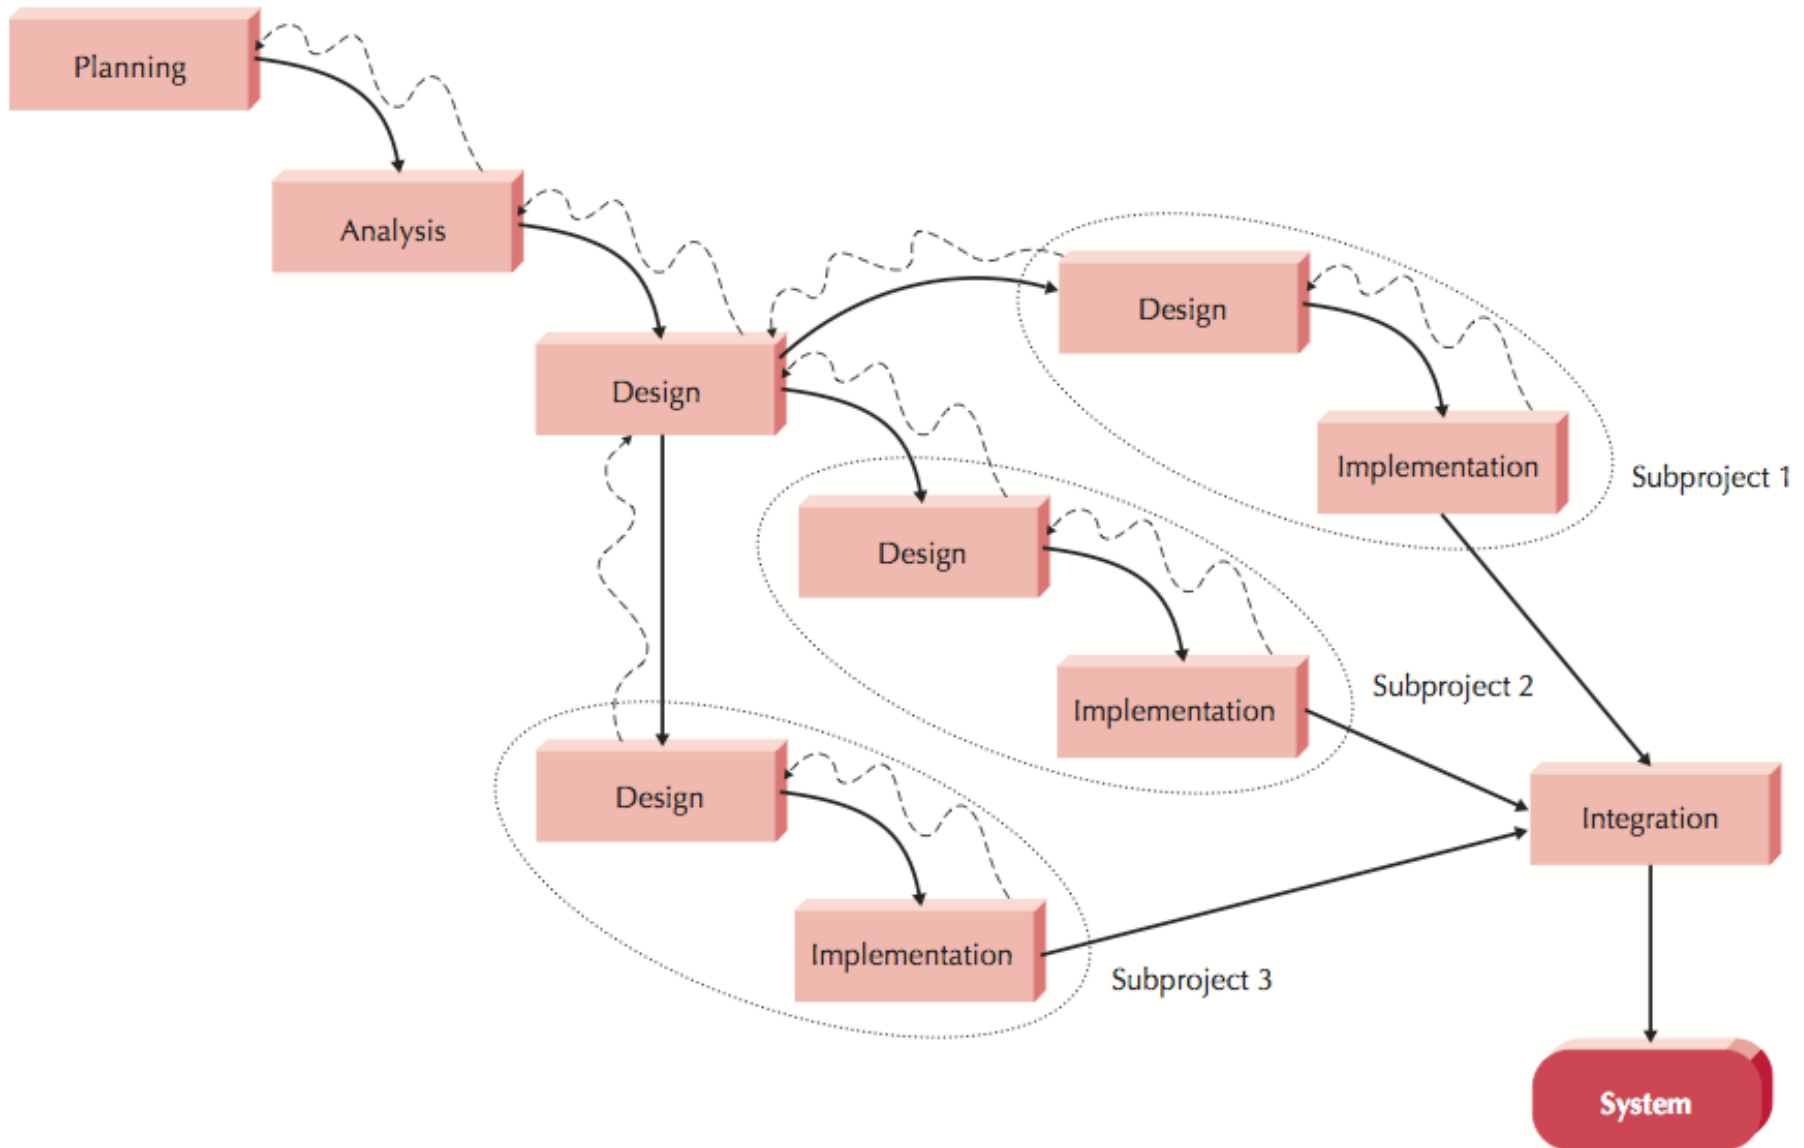 Planning
Analysis
Design
Design
Implementation
Subproject 1
Design
Implementation
Subproject 2
Design
Implementation
Subproject 3
Integration
System